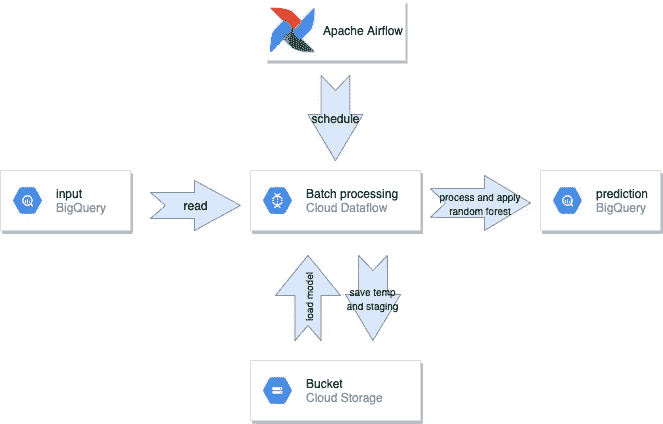 Apache Airflow
schedule
input
BigQuery
read
Batch processing
Cloud Dataflow
process and apply
random forest
prediction
BigQuery
load model
save temp
and staging
Bucket
Cloud Storage